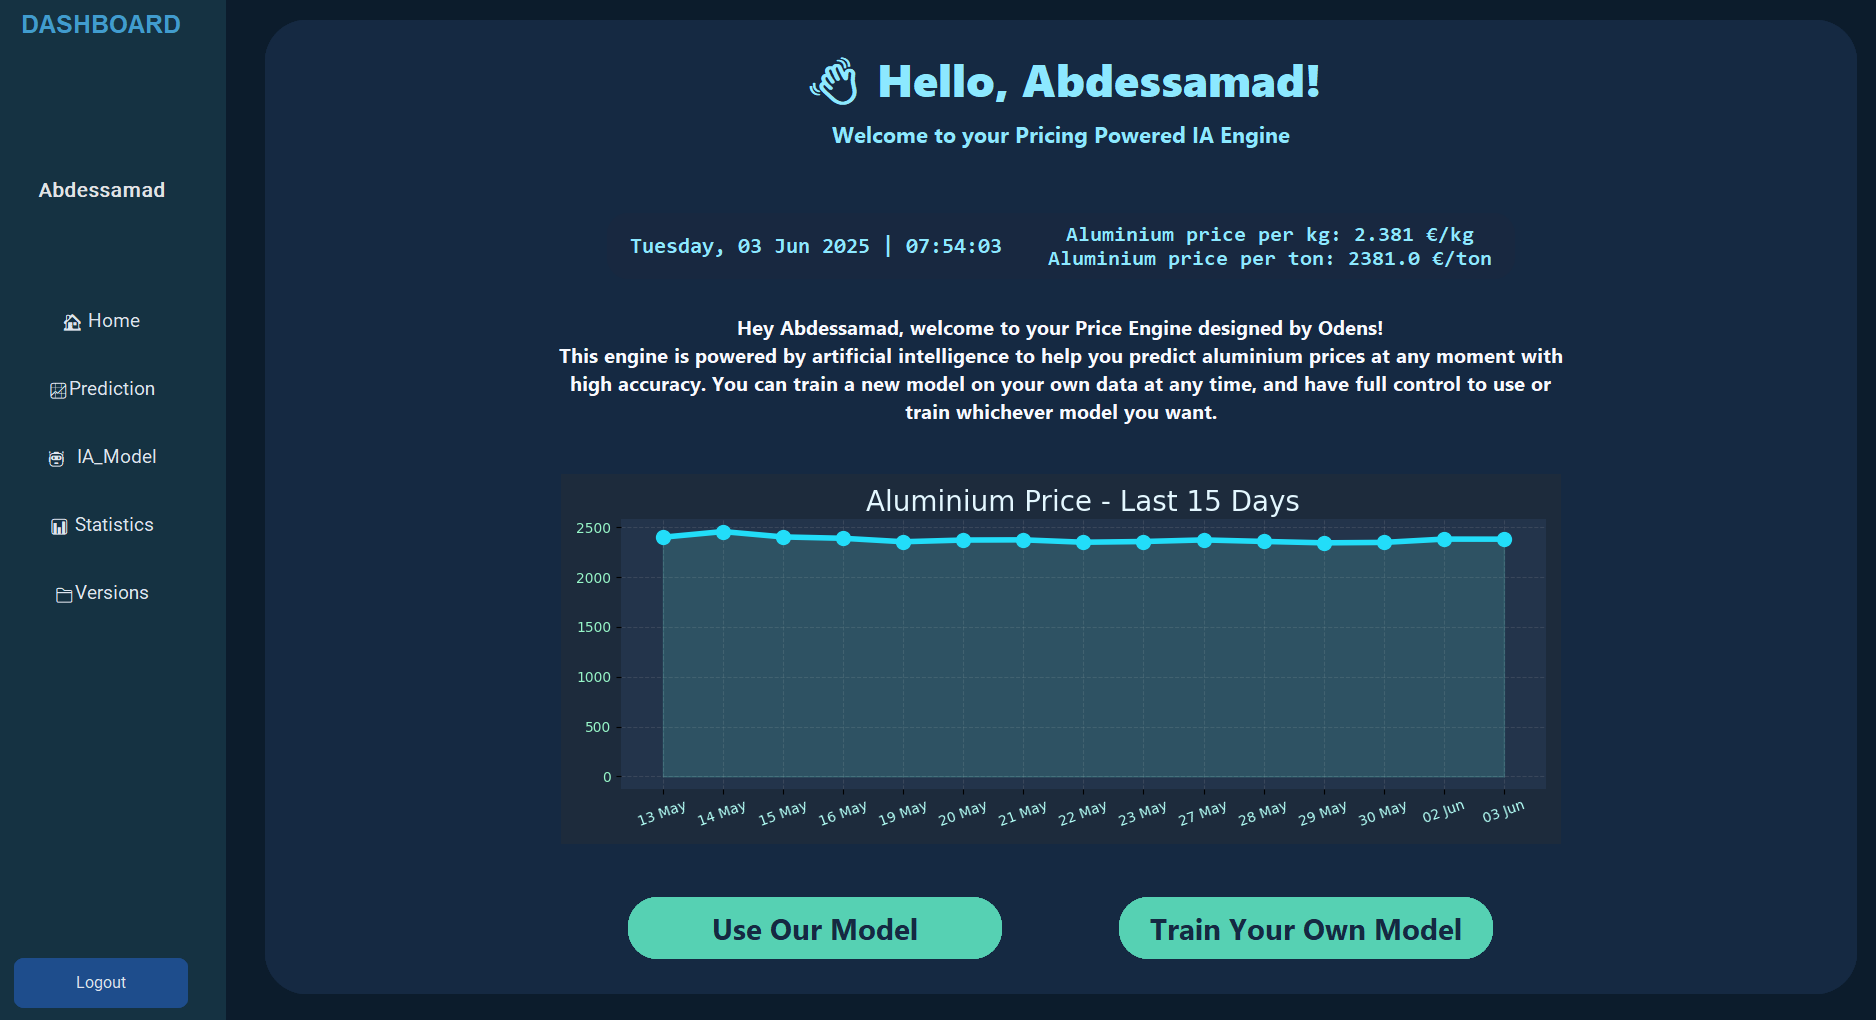 DASHBOARD
Abdessamad
Home
Prediction
IA_Model
Statistics
Versions
Logout
Hello, Abdessamad!
Welcome to your Pricing Powered IA Engine
Tuesday, 03 Jun 2025 | 07:54:03
Aluminium price per kg: 2.381 €/kg
Aluminium price per ton: 2381.0 €/ton
Hey Abdessamad, welcome to your Price Engine designed by Odens!
This engine is powered by artificial intelligence to help you predict aluminium prices at any moment with
high accuracy. You can train a new model on your own data at any time, and have full control to use or
train whichever model you want.
Aluminium Price - Last 15 Days
2500
2000
1500
1000
500
0
13 May 14 May 15 May 16 May 19 May 20 May 21 May 22 May 23 May 27 May 28 May 29 May 30 May 02 Jun 03 Jun
Use Our Model
Train Your Own Model